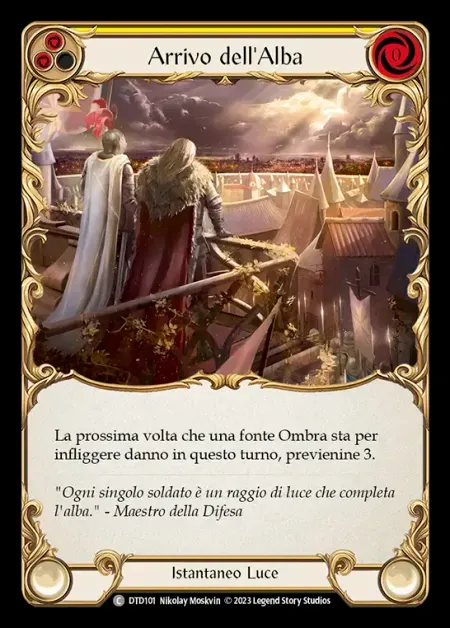 Arrivo dell'Alba
0
La prossima volta che una fonte Ombra sta per
infliggere danno in questo turno, previenine 3.
"Ogni singolo soldato è un raggio di luce che completa
l'alba." - Maestro della Difesa
Istantaneo Luce
C DTD101 Nikolay Moskvin © 2023 Legend Story Studios